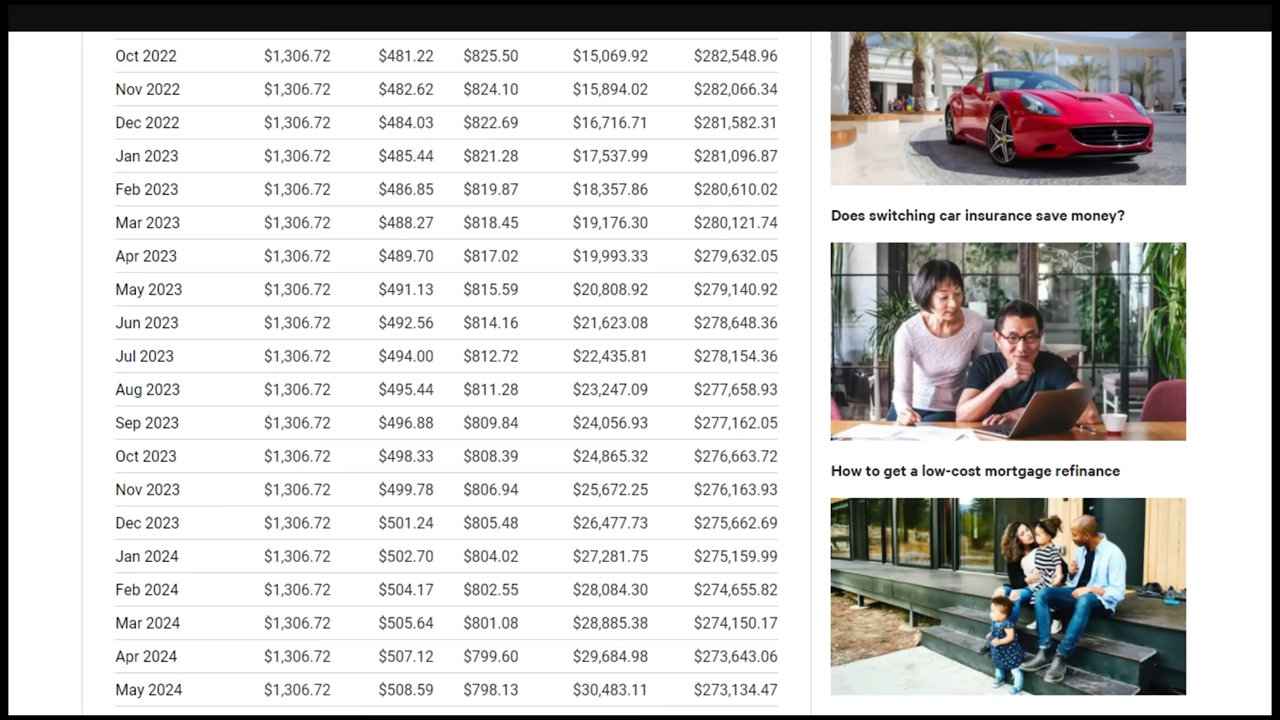 Oct 2022 $1,306.72 $481.22 $825.50 $15,069.92 $282,548.96
Nov 2022 $1,306.72 $482.62 $824.10 $15,894.02 $282,066.34
Dec 2022 $1,306.72 $484.03 $822.69 $16,716.71 $281,582.31
Jan 2023 $1,306.72 $485.44 $821.28 $17,537.99 $281,096.87
Feb 2023 $1,306.72 $486.85 $819.87 $18,357.86 $280,610.02
Mar 2023 $1,306.72 $488.27 $818.45 $19,176.30 $280,121.74
Apr 2023 $1,306.72 $489.70 $817.02 $19,993.33 $279,632.05
May 2023 $1,306.72 $491.13 $815.59 $20,808.92 $279,140.92
Jun 2023 $1,306.72 $492.56 $814.16 $21,623.08 $278,648.36
Jul 2023 $1,306.72 $494.00 $812.72 $22,435.81 $278,154.36
Aug 2023 $1,306.72 $495.44 $811.28 $23,247.09 $277,658.93
Sep 2023 $1,306.72 $496.88 $809.84 $24,056.93 $277,162.05
Oct 2023 $1,306.72 $498.33 $808.39 $24,865.32 $276,663.72
Nov 2023 $1,306.72 $499.78 $806.94 $25,672.25 $276,163.93
Dec 2023 $1,306.72 $501.24 $805.48 $26,477.73 $275,662.69
Jan 2024 $1,306.72 $502.70 $804.02 $27,281.75 $275,159.99
Feb 2024 $1,306.72 $504.17 $802.55 $28,084.30 $274,655.82
Mar 2024 $1,306.72 $505.64 $801.08 $28,885.38 $274,150.17
Apr 2024 $1,306.72 $507.12 $799.60 $29,684.98 $273,643.06
May 2024 $1,306.72 $508.59 $798.13 $30,483.11 $273,134.47
Does switching car insurance save money?
How to get a low-cost mortgage refinance